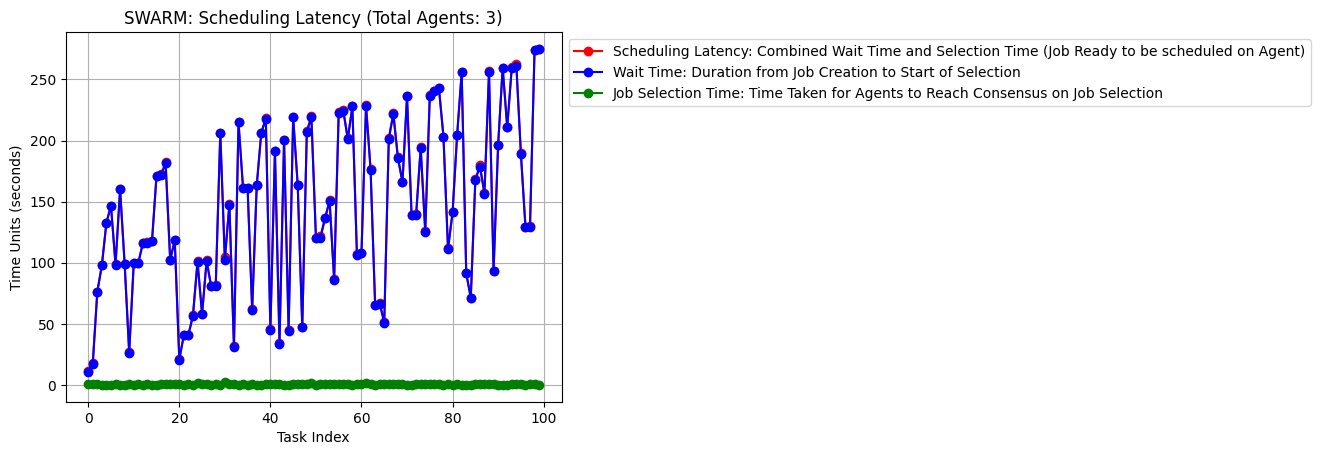 SWARM: Scheduling Latency (Total Agents: 3)
Scheduling Latency: Combined Wait Time and Selection Time (Job Ready to be scheduled on Agent)
Wait Time: Duration from Job Creation to Start of Selection
Job Selection Time: Time Taken for Agents to Reach Consensus on Job Selection
Time Units (seconds)
250
200
150
100
50
0
0 20 40 60 80 100
Task Index